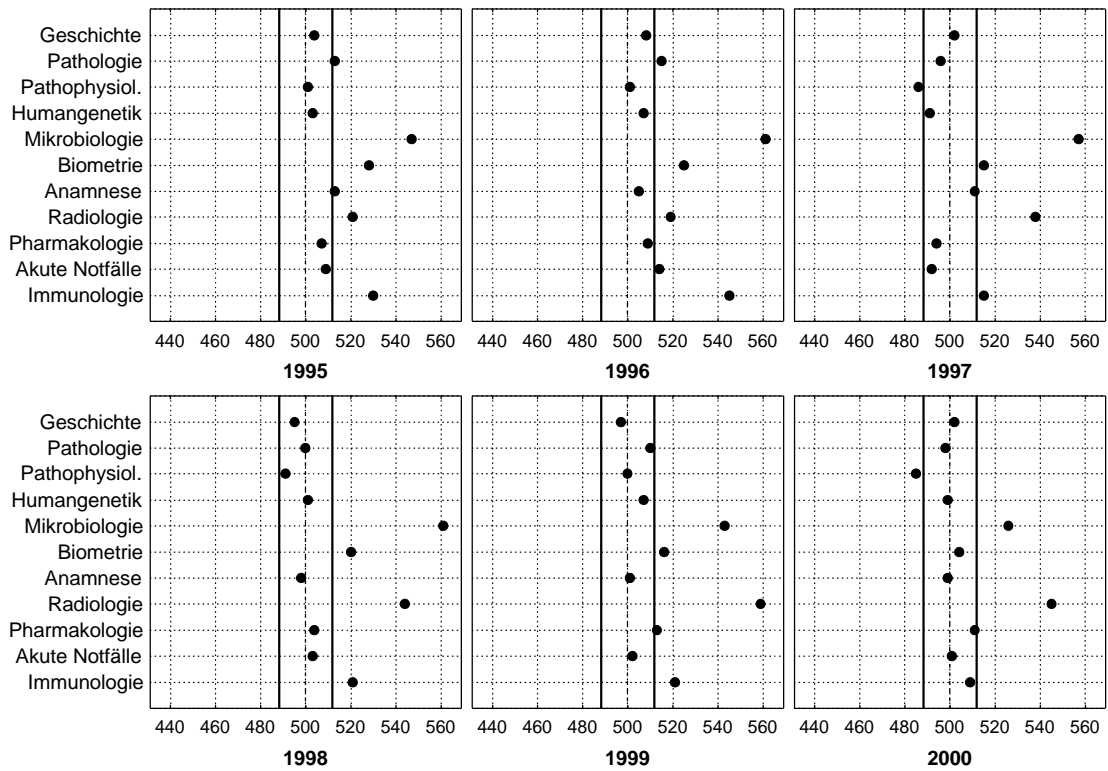 Geschichte
Pathologie
Pathophysiol.
Humangenetik
Mikrobiologie
Biometrie
Anamnese
Radiologie
Pharmakologie
Akute Notfälle
Immunologie
440 460 480 500 520 540 560 440 460 480 500 520 540 560 440 460 480 500 520 540 560
1995 1996 1997
Geschichte
Pathologie
Pathophysiol.
Humangenetik
Mikrobiologie
Biometrie
Anamnese
Radiologie
Pharmakologie
Akute Notfälle
Immunologie
440 460 480 500 520 540 560 440 460 480 500 520 540 560 440 460 480 500 520 540 560
1998 1999 2000